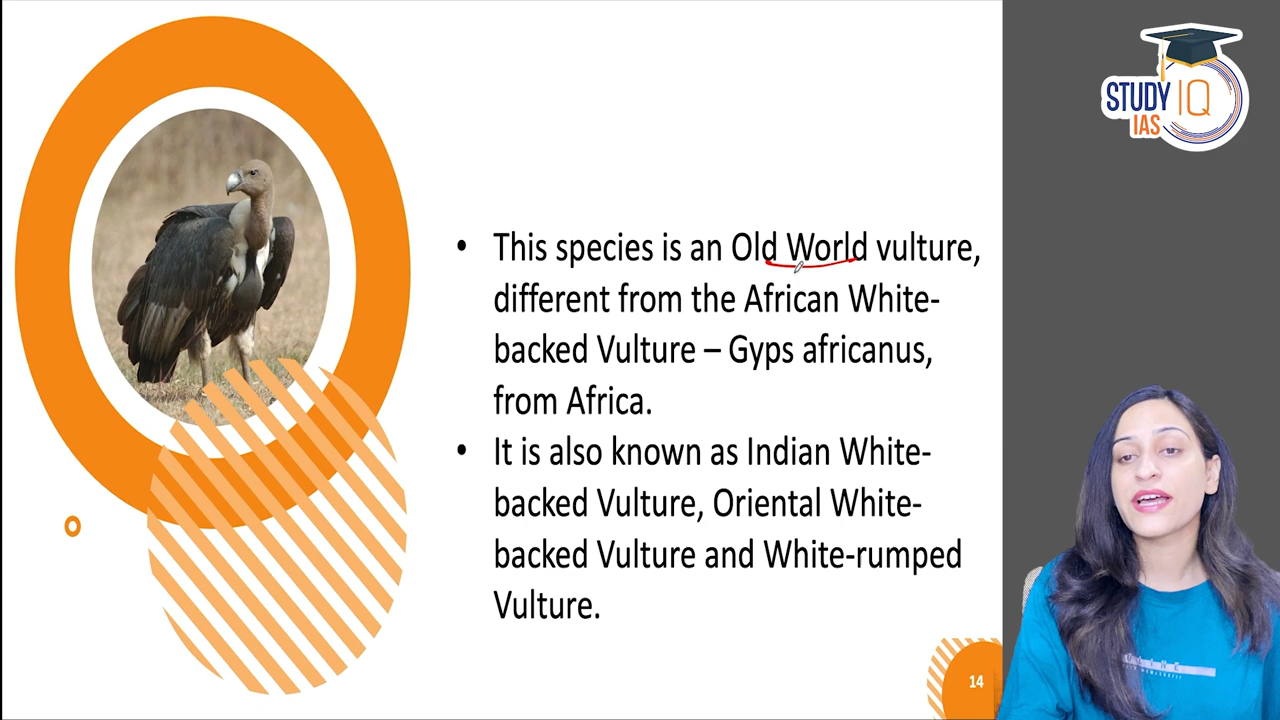 This species is an Old World vulture,
different from the African White-
backed Vulture – Gyps africanus,
from Africa.
It is also known as Indian White-
backed Vulture, Oriental White-
backed Vulture and White-rumped
Vulture.
14
STUDY IQ
IAS